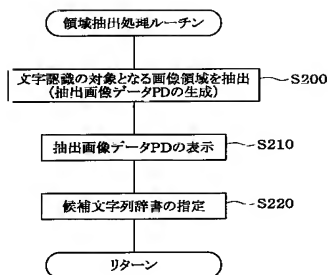 領域抽出処理ルーチン
文字認識の対象となる画像領域を抽出
(抽出画像データPDの生成)
S200
抽出画像データPDの表示
S210
候補文字列辞書の指定
S220
リターン